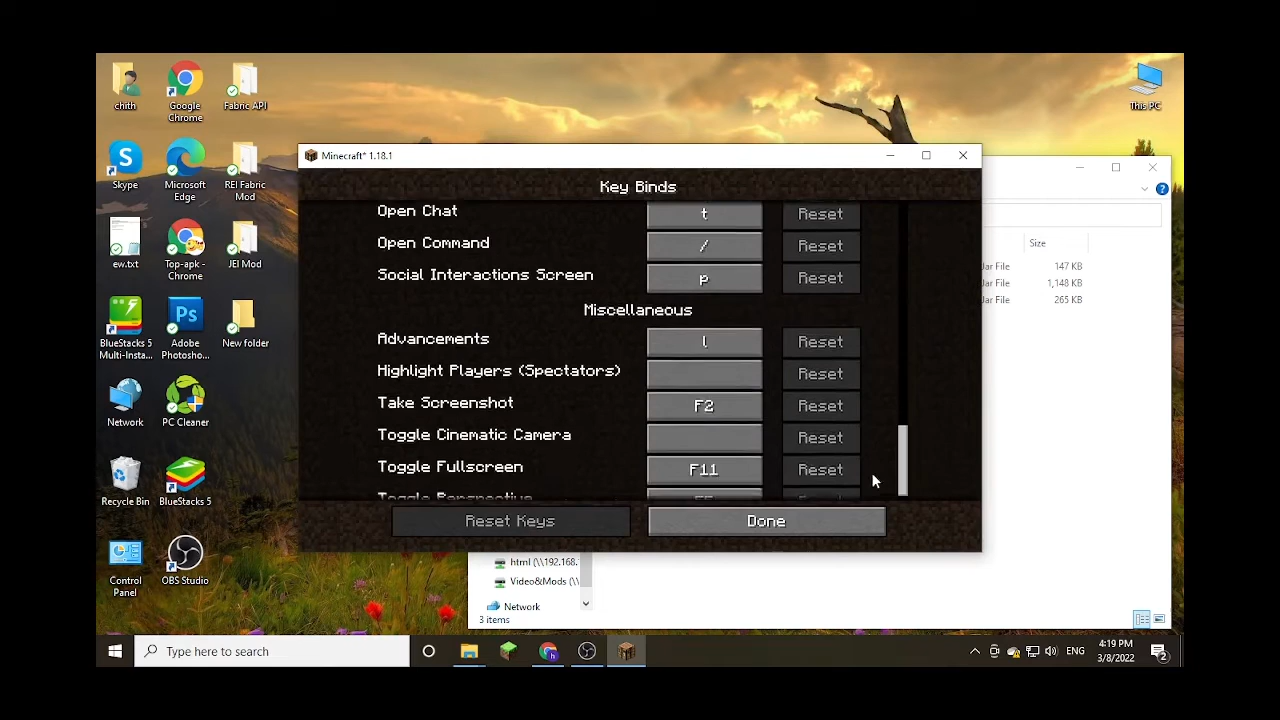 chith
Google
Chrome
Fabric API
This PC
Skype
Microsoft
Edge
REI Fabric
Mod
ew.txt
Top-apk -
Chrome
JEI Mod
BlueStacks 5
Multi-Insta...
Adobe
Photosho...
New folder
Network
PC Cleaner
Recycle Bin
BlueStacks 5
Control
Panel
OBS Studio
Minecraft* 1.18.1
Key Binds
Open Chat t Reset
Open Command / Reset
Social Interactions Screen p Reset
Miscellaneous
Advancements l Reset
Highlight Players (Spectators) Reset
Take Screenshot F2 Reset
Toggle Cinematic Camera Reset
Toggle Fullscreen F11 Reset
Toggle Perspective F5
Reset Keys Done
Size
Jar File 147 KB
Jar File 1,148 KB
Jar File 265 KB
html (\\192.168.
Video&Mods (\\
Network
3 items
Type here to search
ENG
4:19 PM
3/8/2022
2